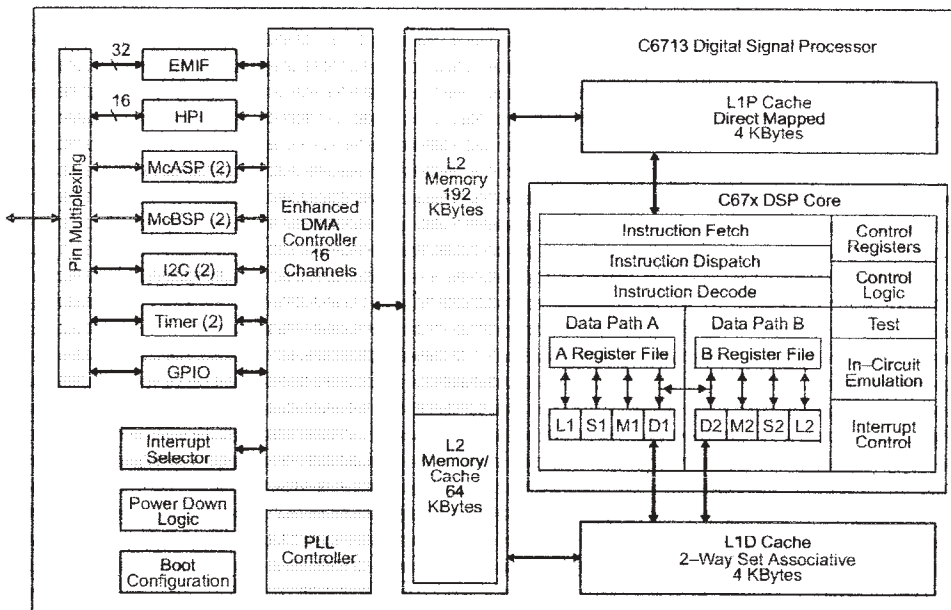 C6713 Digital Signal Processor
Pin Multiplexing
32
EMIF
16
HPI
McASP (2)
McBSP (2)
I2C (2)
Timer (2)
GPIO
Interrupt
Selector
Power Down
Logic
Boot
Configuration
Enhanced
DMA
Controller
16
Channels
PLL
Controller
L2
Memory
192
KBytes
L2
Memory/
Cache
64
KBytes
L1P Cache
Direct Mapped
4 KBytes
C67x DSP Core
Instruction Fetch
Instruction Dispatch
Instruction Decode
Data Path A
A Register File
L1 S1 M1 D1
Data Path B
B Register File
D2 M2 S2 L2
Control
Registers
Control
Logic
Test
In–Circuit
Emulation
Interrupt
Control
L1D Cache
2–Way Set Associative
4 KBytes